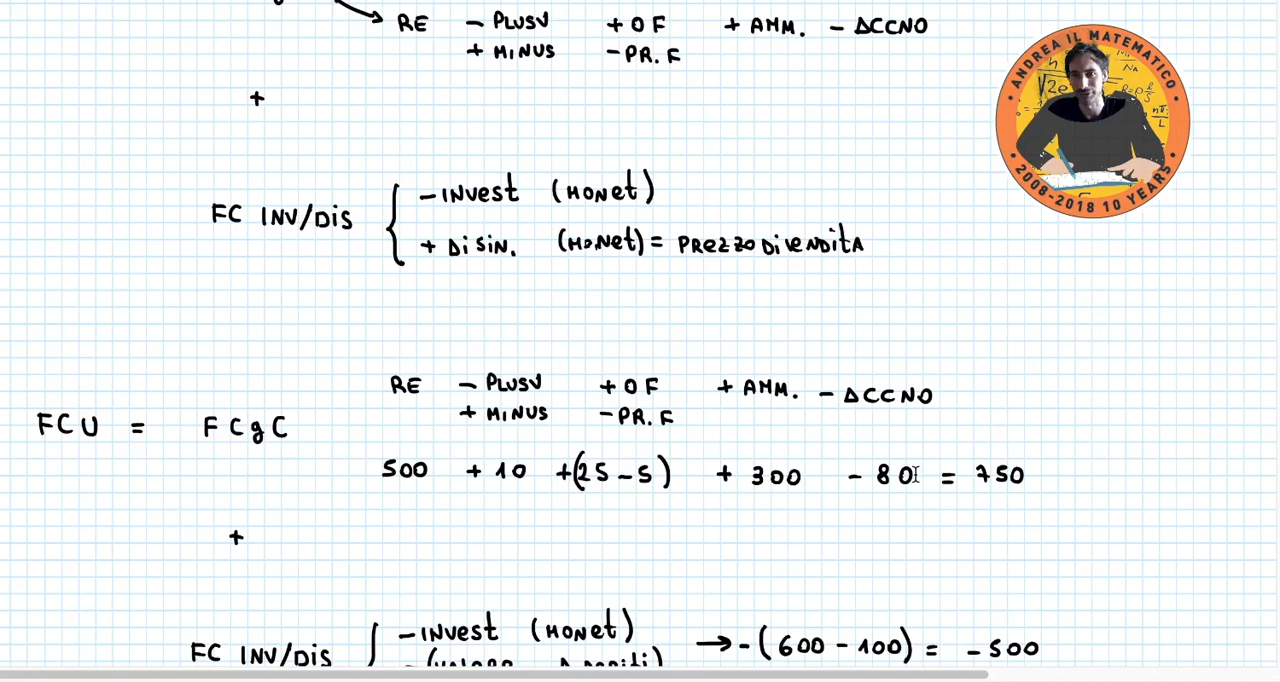 RE - PLUSV + OF + AMM. - ΔCCNO
+ MINUS - PR. F
+
ANDREA IL MATEMATICO
2008-2018 10 YEARS
- INVEST (MONET)
FC INV/DIS
+ DISIN. (MONET) = PREZZO DI VENDITA
RE - PLUSV + OF + AMM. - ΔCCNO
+ MINUS - PR. F
FCU = FCgC
500 + 10 + (25 - 5) + 300 - 80 = 750
+
- INVEST (MONET) → - (600 - 100) = - 500
FC INV/DIS